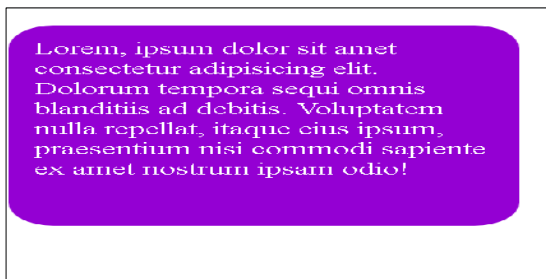 Lorem, ipsum dolor sit amet
consectetur adipisicing elit.
Dolorum tempora sequi omnis
blanditiis ad debitis. Voluptatem
nulla repellat, itaque eius ipsum,
praesentium nisi commodi sapiente
ex amet nostrum ipsam odio!